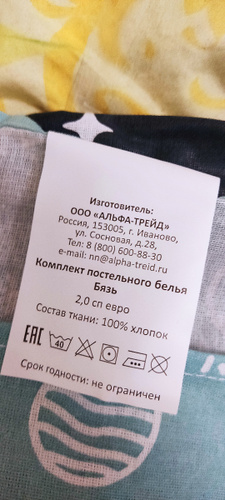 Изготовитель:
ООО «АЛЬФА-ТРЕЙД»
Россия, 153005, г. Иваново,
ул. Сосновая, д.28,
Тел: 8 (800) 600-88-30
e-mail: nn@alpha-treid.ru
Комплект постельного белья
Бязь
2,0 сп евро
Состав ткани: 100% хлопок
EAC 40
Срок годности: не ограничен